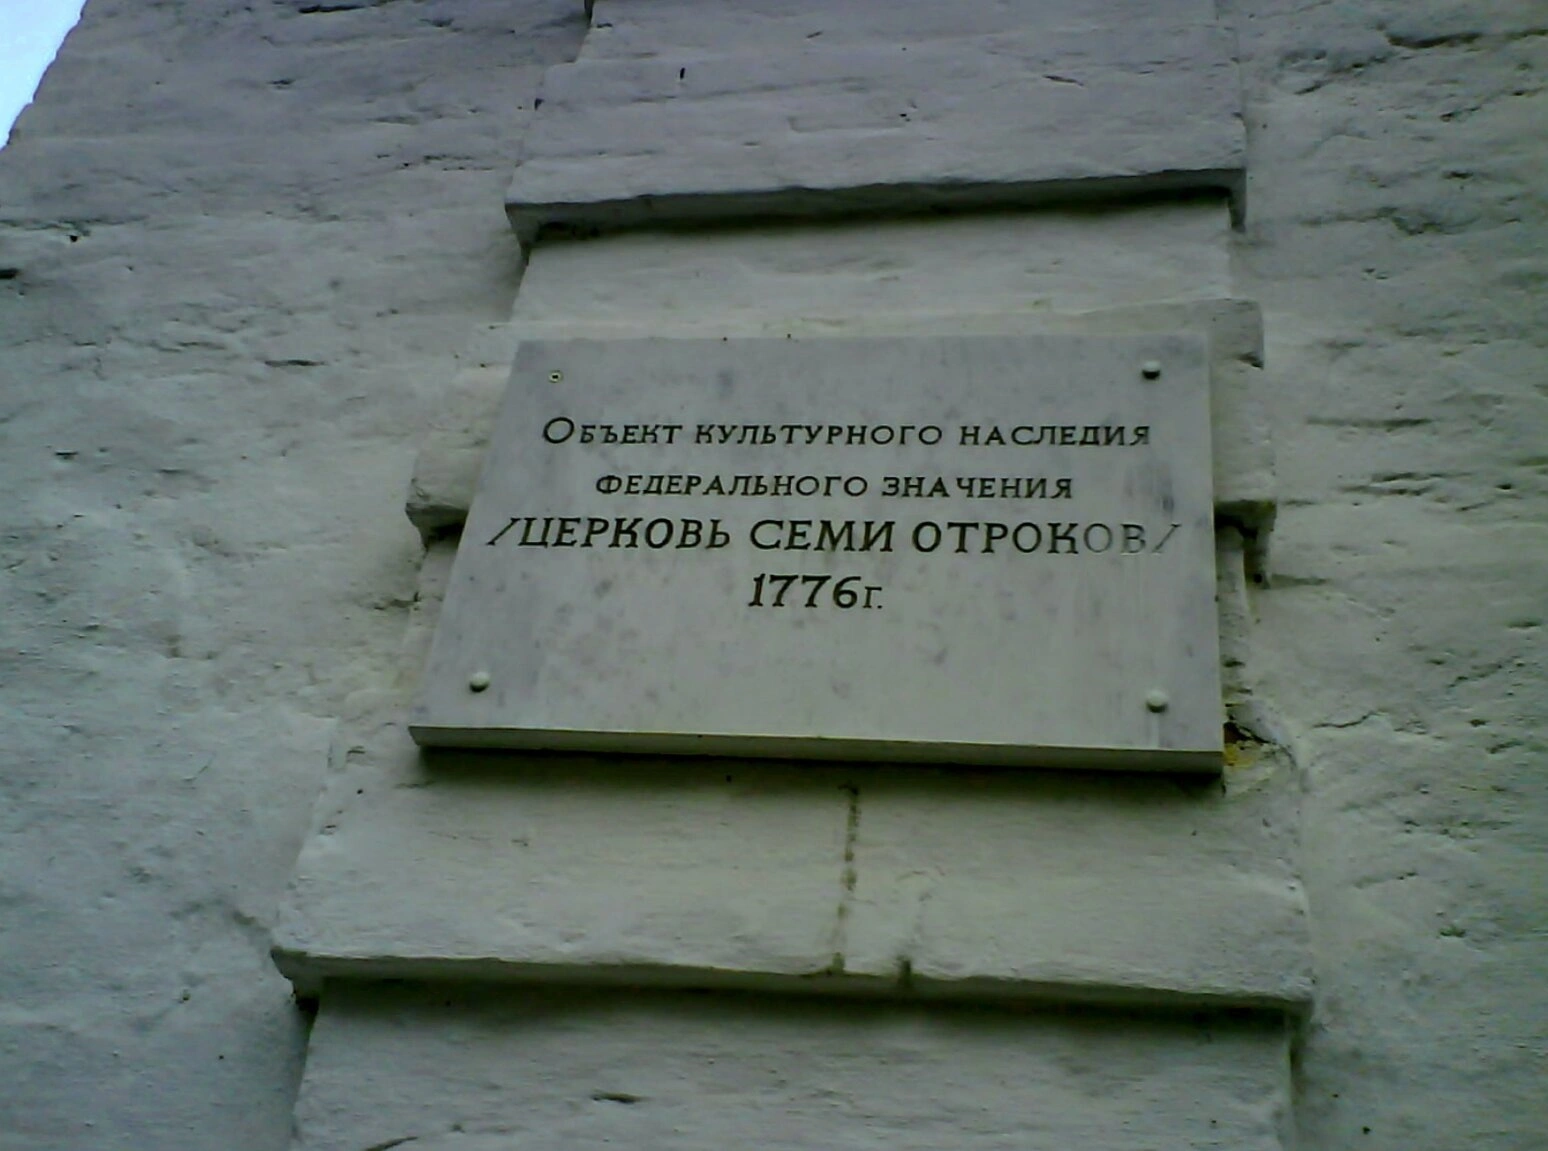 Объект культурного наследия
федерального значения
/церковь семи отроков/
1776г.